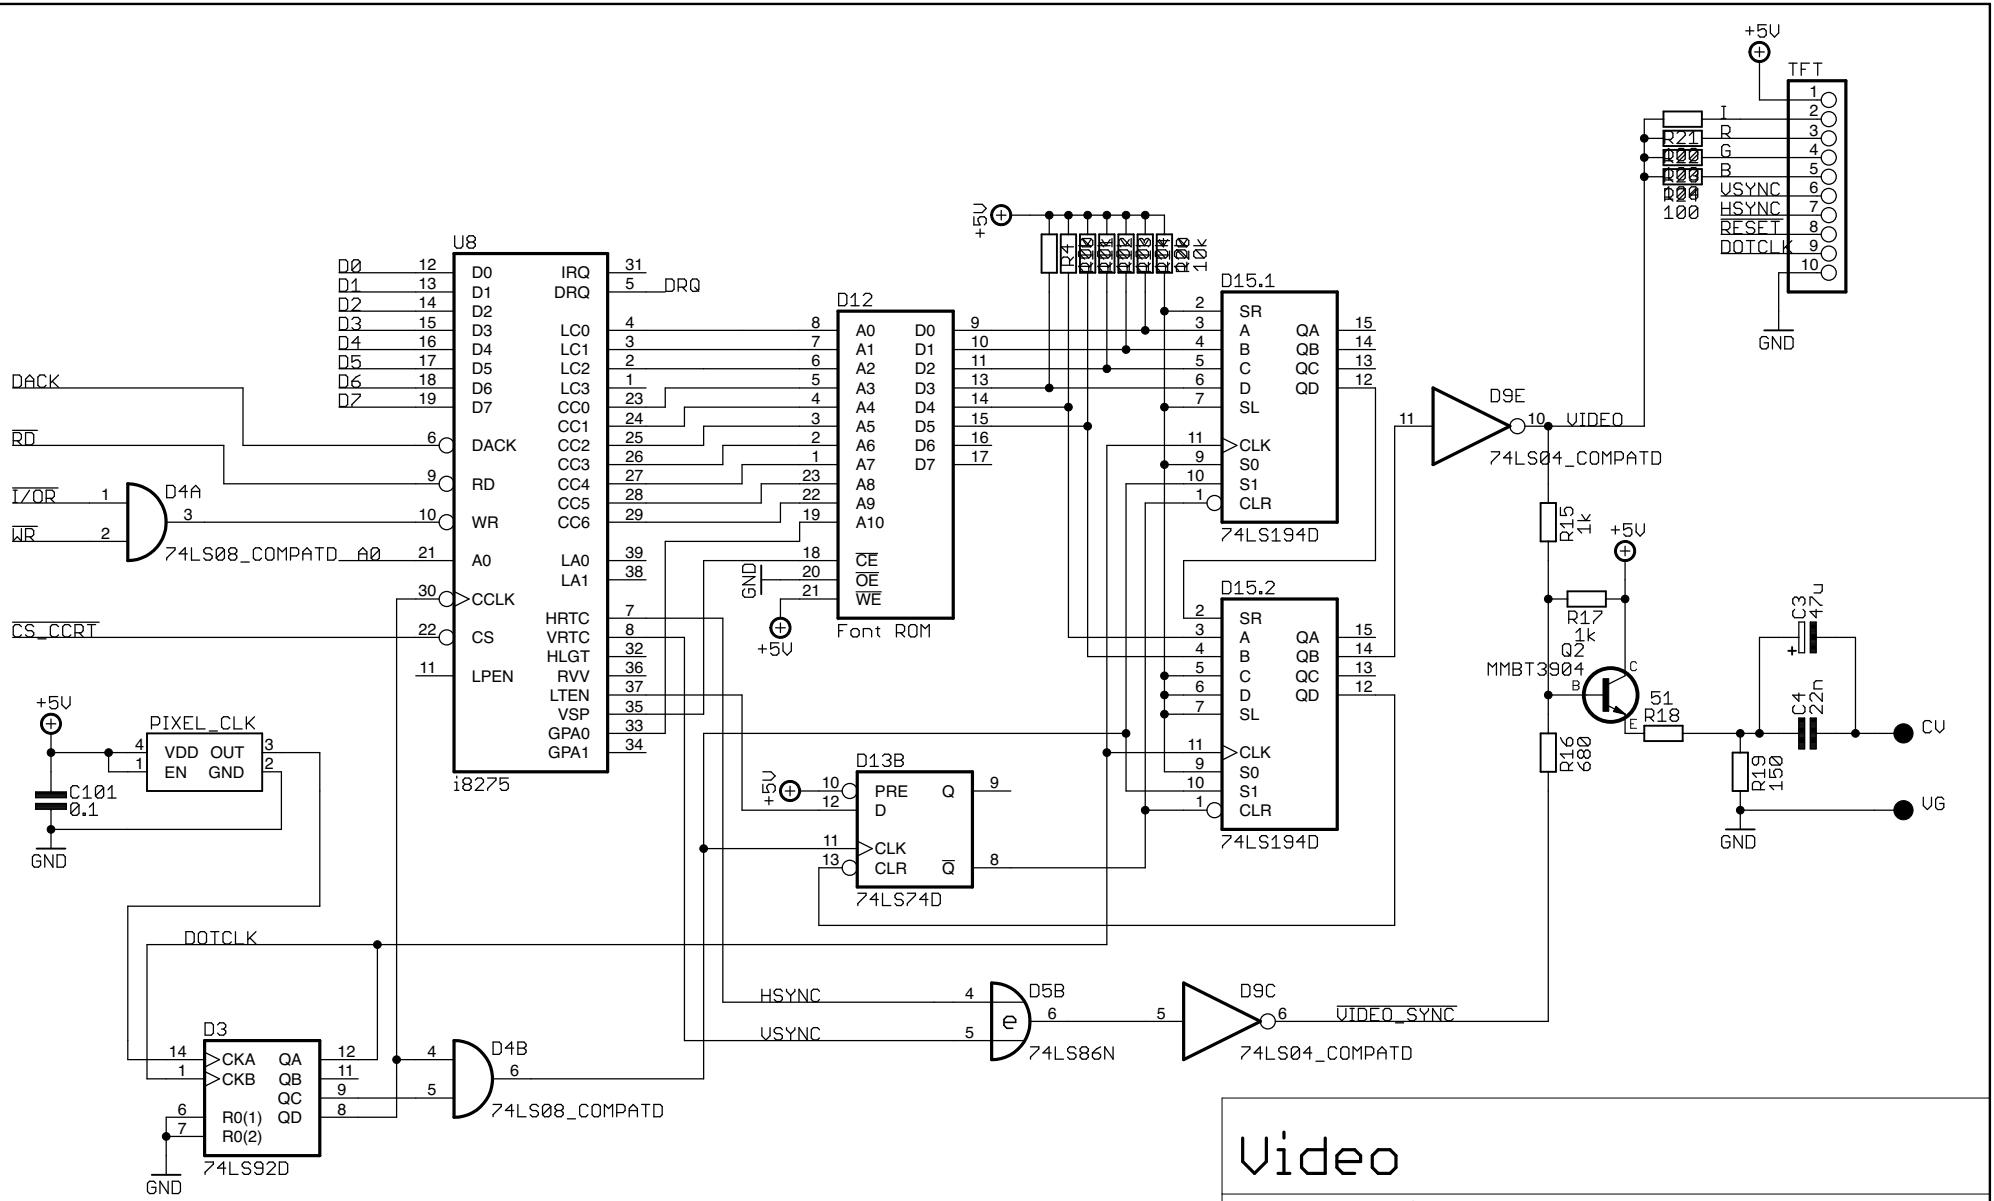 +5V
TFT
I 1
R 2
G 3
B 4
VSYNC 5
HSYNC 6
RESET 7
DOTCLK 8
9
10
R21
100
GND
U8
D0 12 D0
D1 13 D1
D2 14 D2
D3 15 D3
D4 16 D4
D5 17 D5
D6 18 D6
D7 19 D7
DACK 6 DACK
RD 9 RD
I/OR 1
WR 2
D4A
3
10 WR
74LS08_COMPATD
A0 21 A0
30 CCLK
CS_CCRT 22 CS
11 LPEN
IRQ 31
DRQ 5 DRQ
LC0 4
LC1 3
LC2 2
LC3 1
CC0 23
CC1 24
CC2 25
CC3 26
CC4 27
CC5 28
CC6 29
LA0 39
LA1 38
HRTC 7
VRTC 8
HLGT 32
RVV 36
LTEN 37
VSP 35
GPA0 33
GPA1 34
i8275
D12
8 A0 D0 9
7 A1 D1 10
6 A2 D2 11
5 A3 D3 13
4 A4 D4 14
3 A5 D5 15
2 A6 D6 16
1 A7 D7 17
23 A8
22 A9
19 A10
18 CE
GND 20 OE
21 WE
+5V
Font ROM
+5V
R4
10k
D15.1
2 SR
3 A QA 15
4 B QB 14
5 C QC 13
6 D QD 12
7 SL
11 CLK
9 S0
10 S1
1 CLR
74LS194D
D15.2
2 SR
3 A QA 15
4 B QB 14
5 C QC 13
6 D QD 12
7 SL
11 CLK
9 S0
10 S1
1 CLR
74LS194D
D9E
11 10 VIDEO
74LS04_COMPATD
R15
1k
+5V
R17
1k
Q2
MMBT3904
C
B
E
51
R18
R16
680
R19
150
C3
47u
+
C4
22n
CV
VG
GND
+5V
PIXEL_CLK
4 VDD OUT 3
1 EN GND 2
C101
0.1
GND
D13B
+5V
10 PRE Q 9
12 D
11 CLK
13 CLR Q 8
74LS74D
DOTCLK
D3
14 CKA QA 12
1 CKB QB 11
QC 9
6 R0(1) QD 8
7 R0(2)
74LS92D
GND
D4B
4
5
6
74LS08_COMPATD
HSYNC 4
VSYNC 5
D5B
e
6
74LS86N
D9C
5 6 VIDEO_SYNC
74LS04_COMPATD
Video